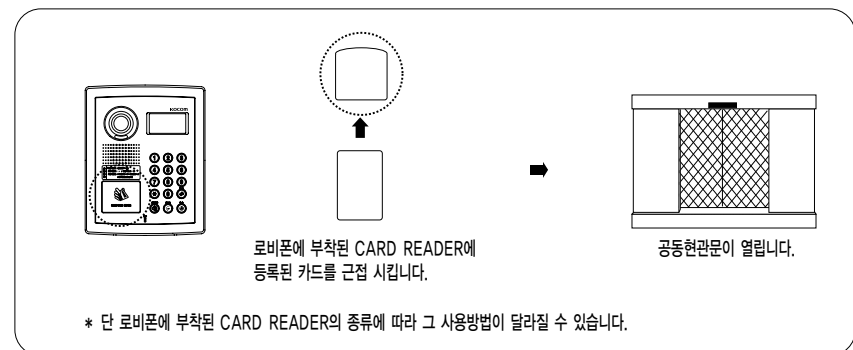 KOCOM
로비폰에 부착된 CARD READER에
등록된 카드를 근접 시킵니다.
공동현관문이 열립니다.
* 단 로비폰에 부착된 CARD READER의 종류에 따라 그 사용방법이 달라질 수 있습니다.